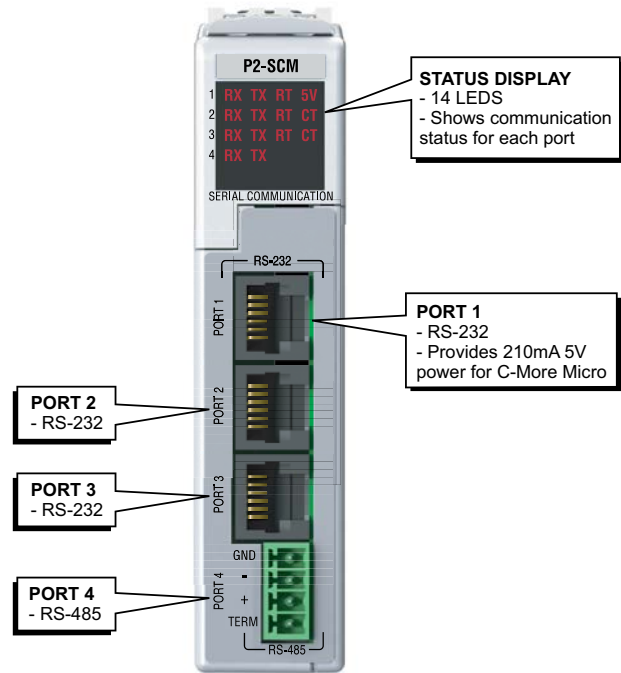 P2-SCM
1 RX TX RT 5V
2 RX TX RT CT
3 RX TX RT CT
4 RX TX
SERIAL COMMUNICATION
STATUS DISPLAY
- 14 LEDS
- Shows communication
status for each port
RS-232
PORT 1
PORT 1
- RS-232
- Provides 210mA 5V
power for C-More Micro
PORT 2
- RS-232
PORT 2
PORT 3
- RS-232
PORT 3
PORT 4
- RS-485
PORT 4
GND
-
+
TERM
RS-485